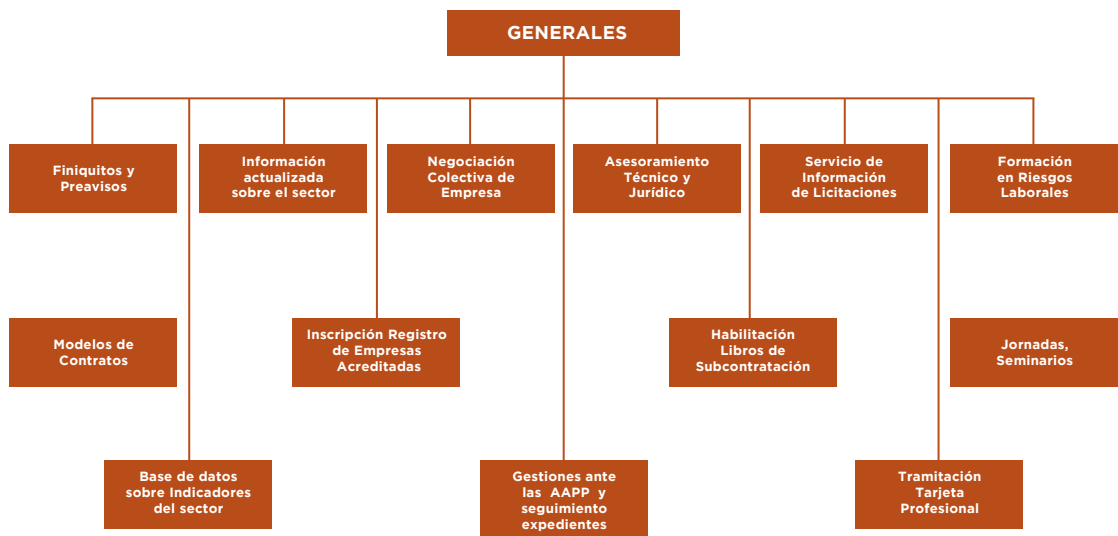 GENERALES
Finiquitos y
Preavisos
Información
actualizada
sobre el sector
Negociación
Colectiva de
Empresa
Asesoramiento
Técnico y
Jurídico
Servicio de
Información
de Licitaciones
Formación
en Riesgos
Laborales
Modelos de
Contratos
Inscripción Registro
de Empresas
Acreditadas
Habilitación
Libros de
Subcontratación
Jornadas,
Seminarios
Base de datos
sobre Indicadores
del sector
Gestiones ante
las AAPP y
seguimiento
expedientes
Tramitación
Tarjeta
Profesional